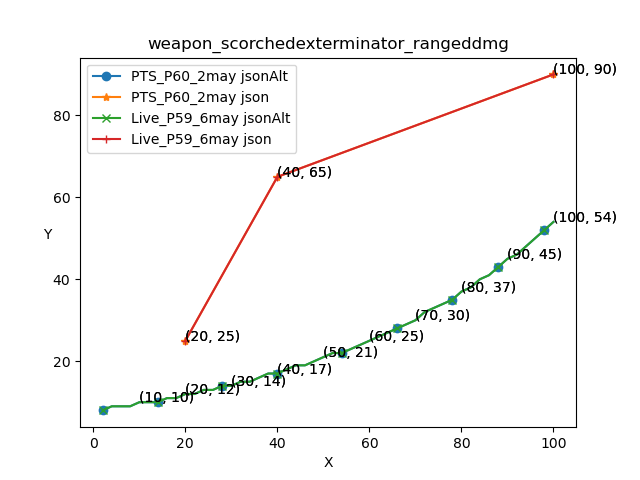 weapon_scorchedexterminator_rangeddmg
PTS_P60_2may jsonAlt
PTS_P60_2may json
Live_P59_6may jsonAlt
Live_P59_6may json
(100, 90)
(40, 65)
(20, 25)
(100, 54)
(90, 45)
(80, 37)
(70, 30)
(60, 25)
(50, 21)
(40, 17)
(30, 14)
(20, 12)
(10, 10)
80
60
40
20
Y
0 20 40 60 80 100
X